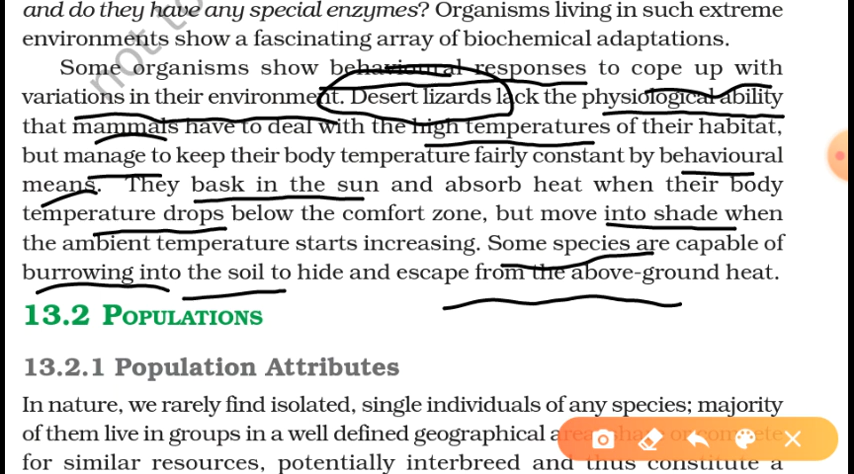 and do they have any special enzymes? Organisms living in such extreme
environments show a fascinating array of biochemical adaptations.
Some organisms show behavioural responses to cope up with
variations in their environment. Desert lizards lack the physiological ability
that mammals have to deal with the high temperatures of their habitat,
but manage to keep their body temperature fairly constant by behavioural
means. They bask in the sun and absorb heat when their body
temperature drops below the comfort zone, but move into shade when
the ambient temperature starts increasing. Some species are capable of
burrowing into the soil to hide and escape from the above-ground heat.
13.2 POPULATIONS
13.2.1 Population Attributes
In nature, we rarely find isolated, single individuals of any species; majority
of them live in groups in a well defined geographical area, share or compete
for similar resources, potentially interbreed and thus constitute a
not to